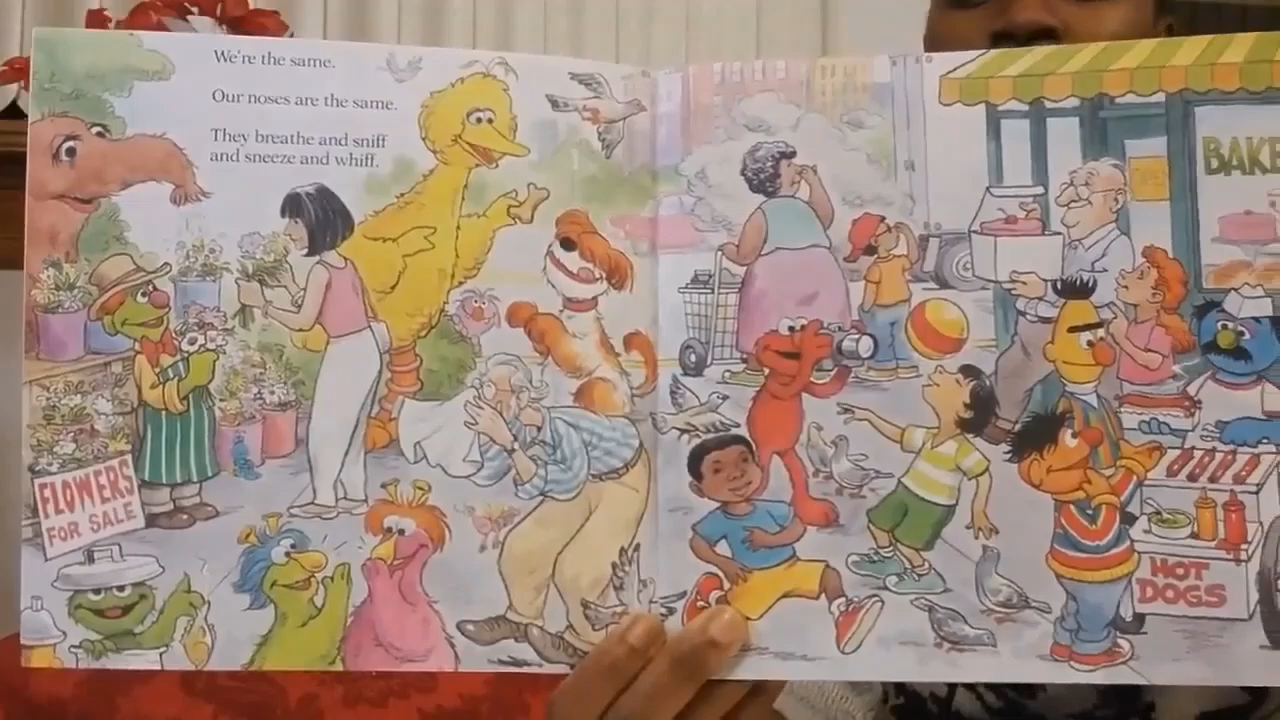 We're the same.
Our noses are the same.
They breathe and sniff
and sneeze and whiff.
FLOWERS
FOR SALE
OPEN
BAKE
HOT
DOGS